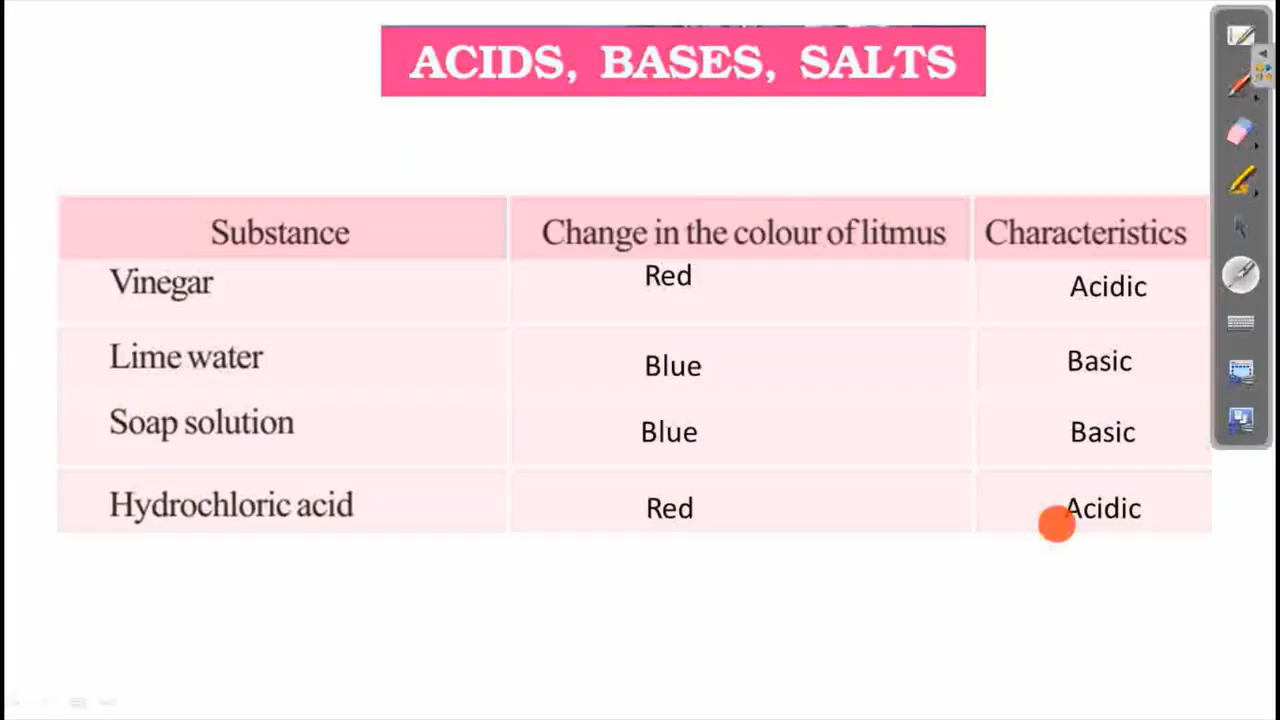 ACIDS, BASES, SALTS
Substance Change in the colour of litmus Characteristics
Vinegar Red Acidic
Lime water Blue Basic
Soap solution Blue Basic
Hydrochloric acid Red Acidic